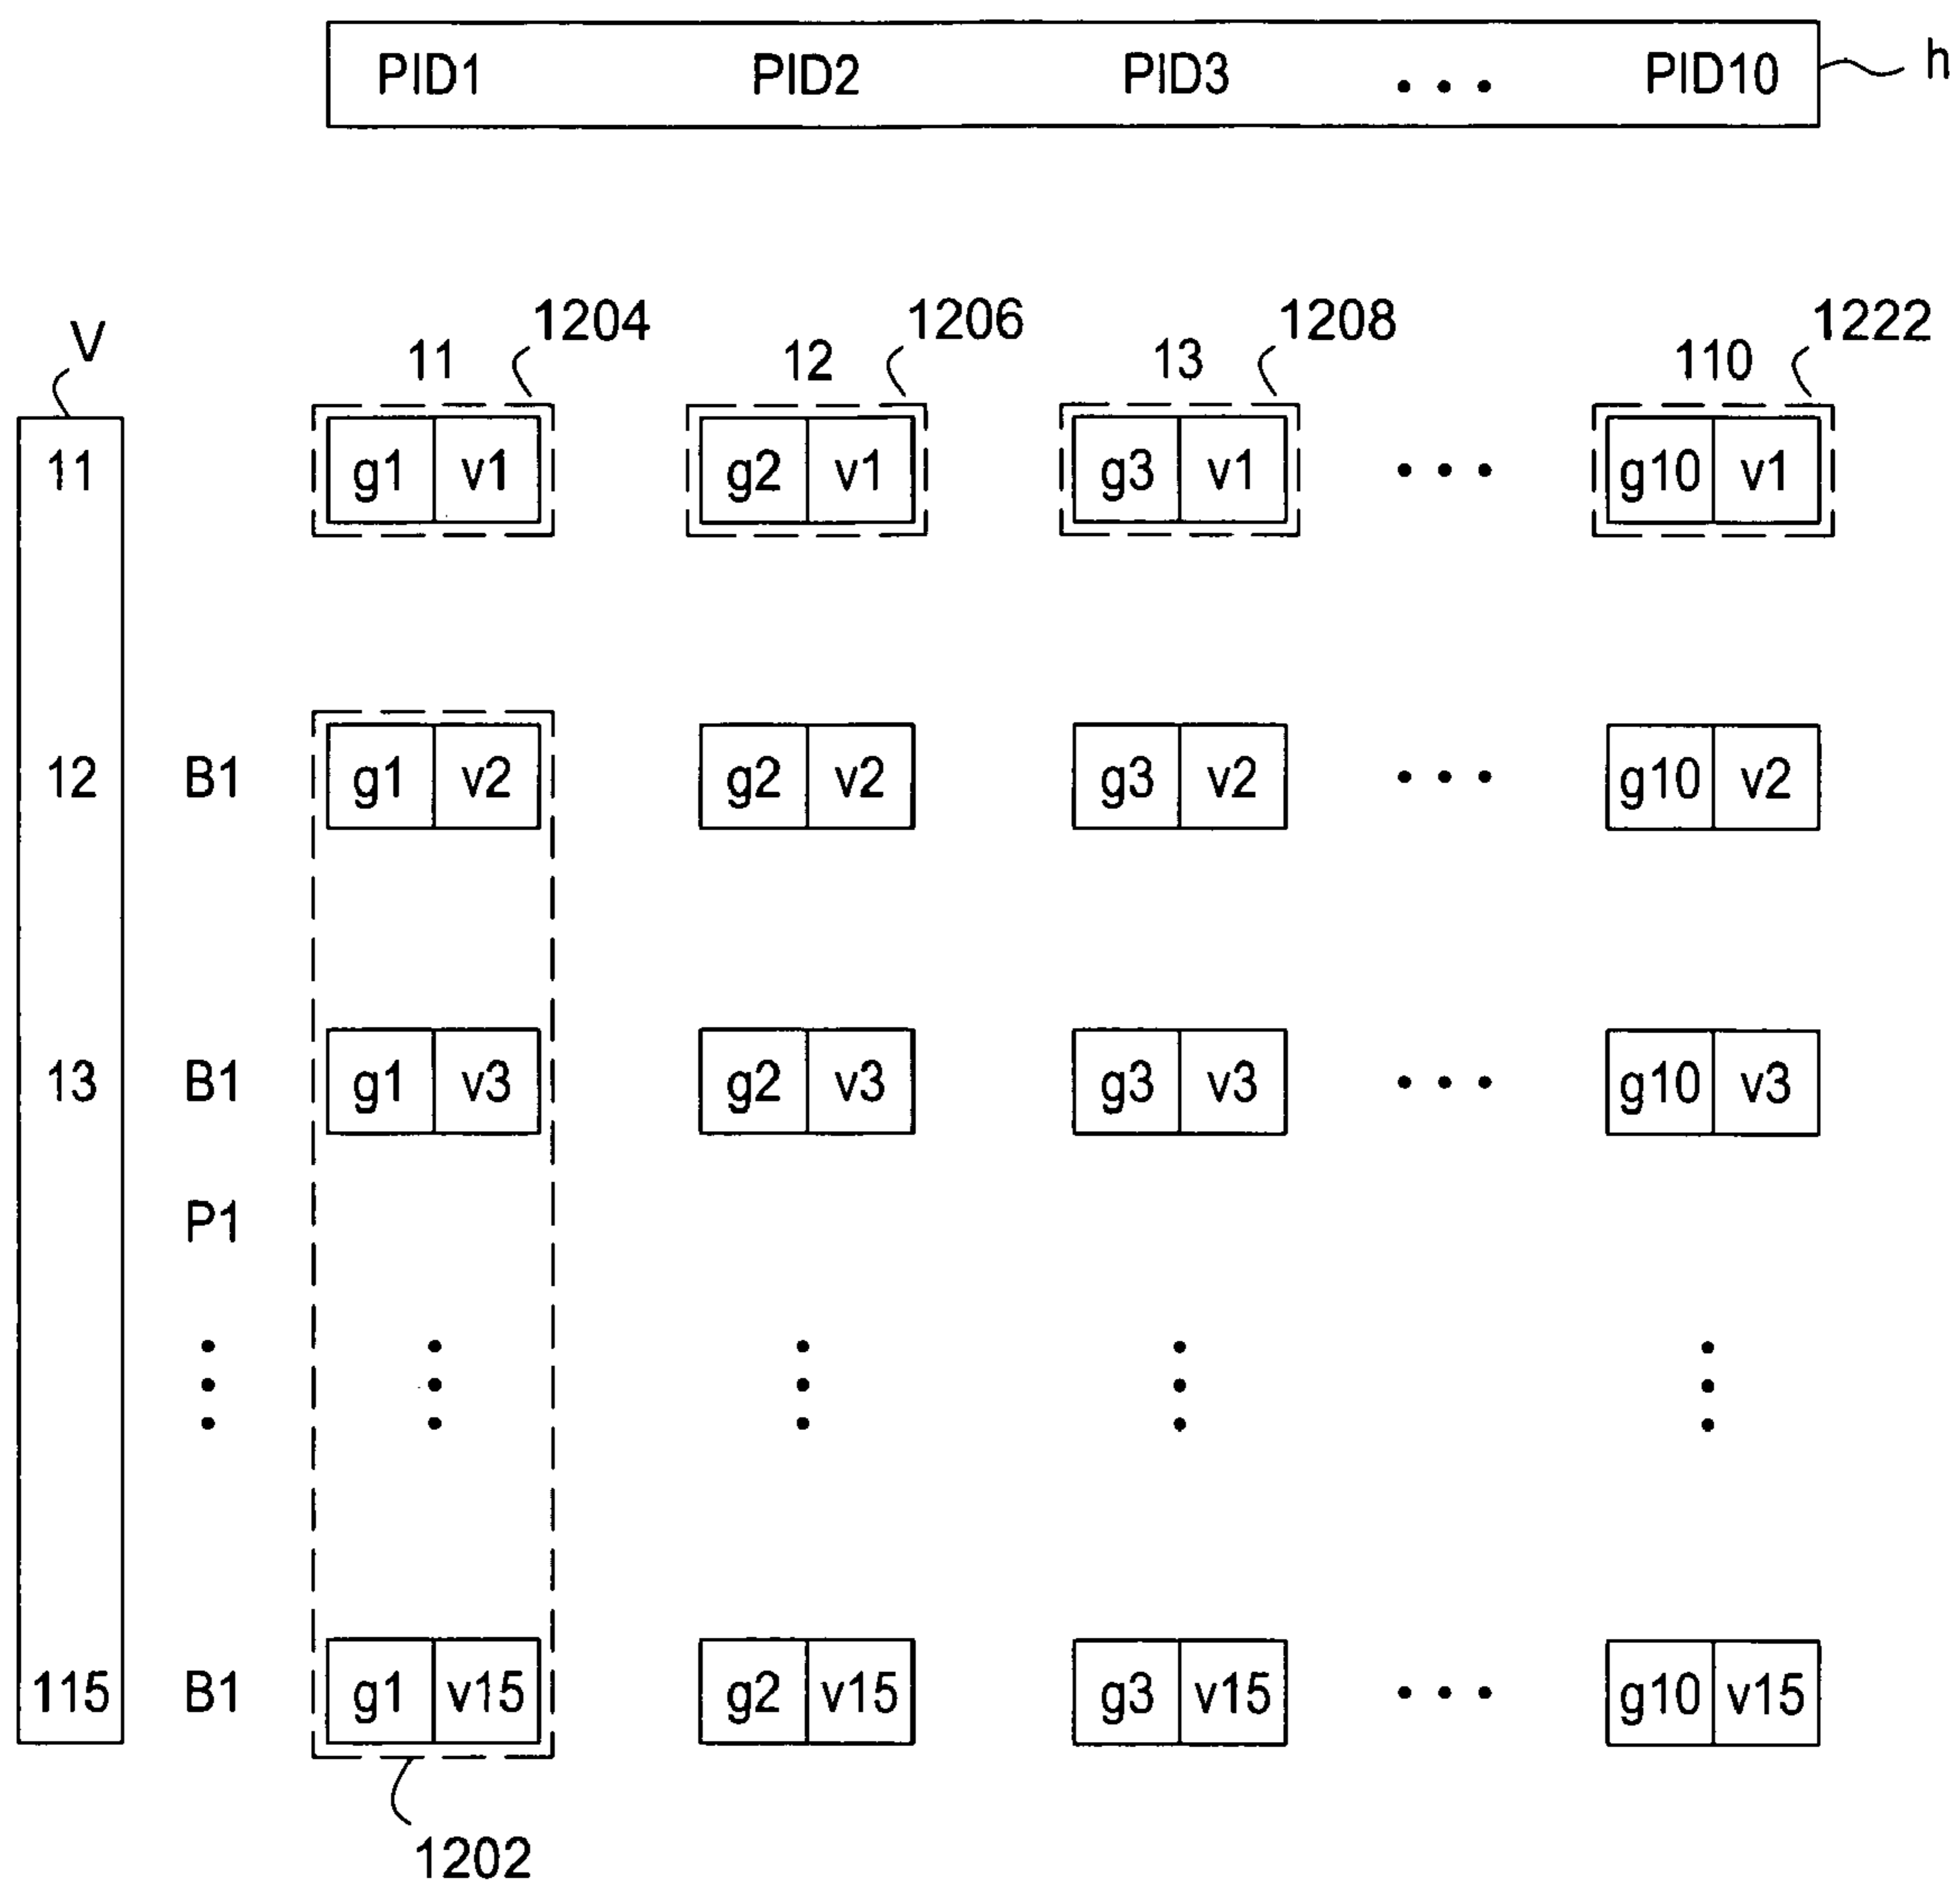 PID1 PID2 PID3 ... PID10 h
V 11 1204 12 1206 13 1208 110 1222
11 g1 v1 g2 v1 g3 v1 ... g10 v1
12 B1 g1 v2 g2 v2 g3 v2 ... g10 v2
13 B1 g1 v3 g2 v3 g3 v3 ... g10 v3
P1
115 B1 g1 v15 g2 v15 g3 v15 ... g10 v15
1202